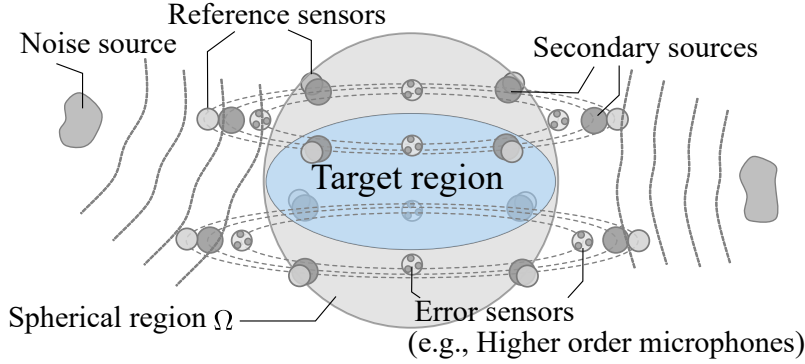 Reference sensors
Noise source
Secondary sources
Target region
Spherical region Ω
Error sensors
(e.g., Higher order microphones)